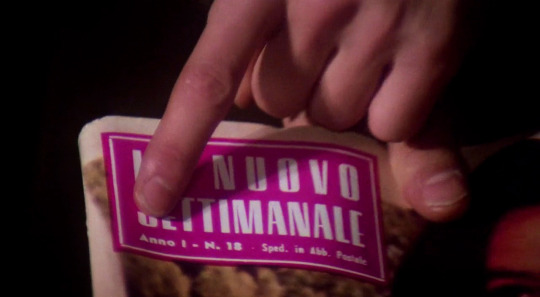 NUOVO
SETTIMANALE
Anno I - N. 18 - Sped. in Abb. Postale